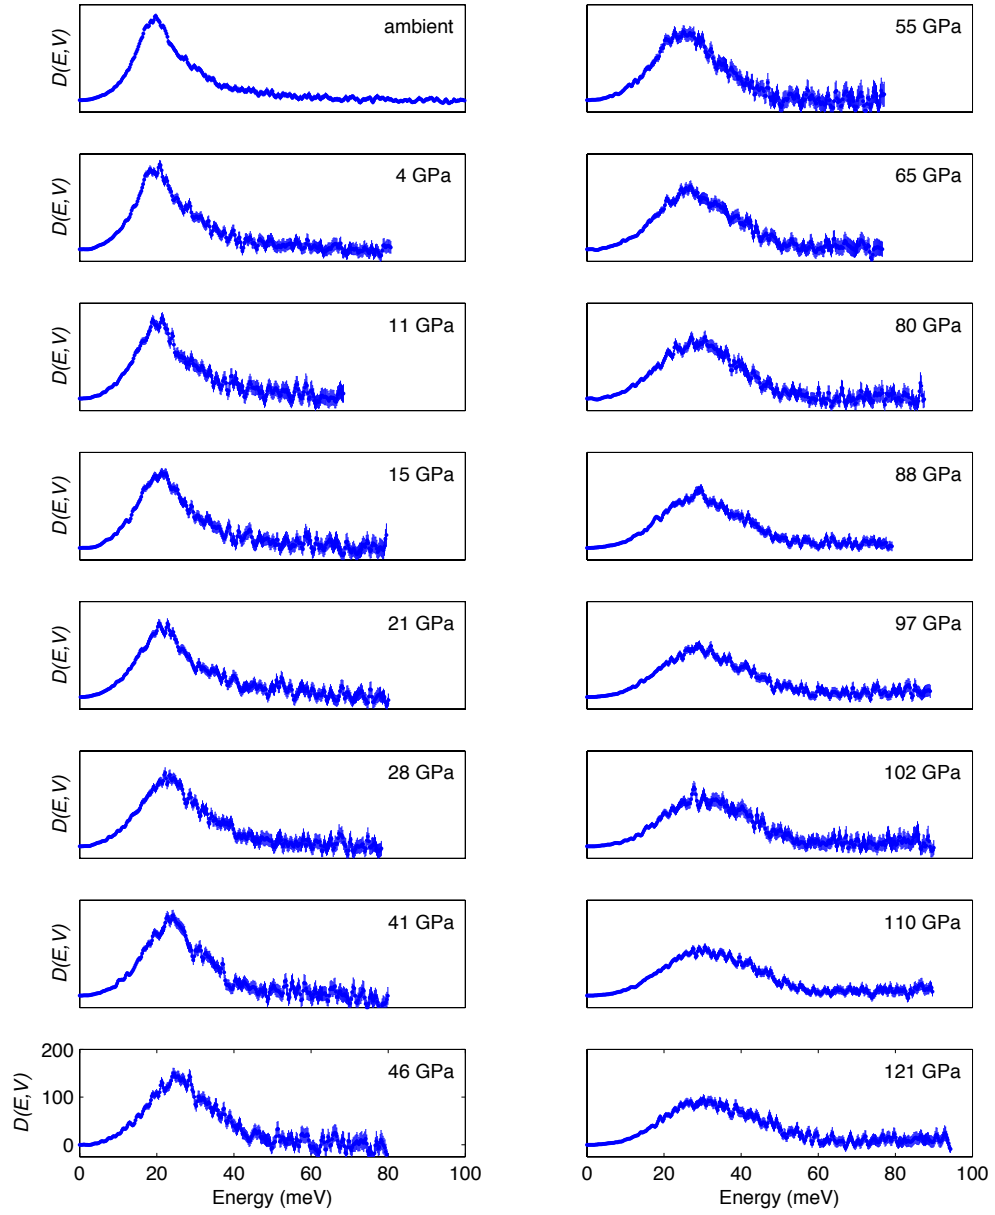 D(E,V)
ambient
D(E,V)
4 GPa
D(E,V)
11 GPa
D(E,V)
15 GPa
D(E,V)
21 GPa
D(E,V)
28 GPa
D(E,V)
41 GPa
D(E,V)
200
100
0
46 GPa
0 20 40 60 80 100
Energy (meV)
55 GPa
65 GPa
80 GPa
88 GPa
97 GPa
102 GPa
110 GPa
121 GPa
0 20 40 60 80 100
Energy (meV)